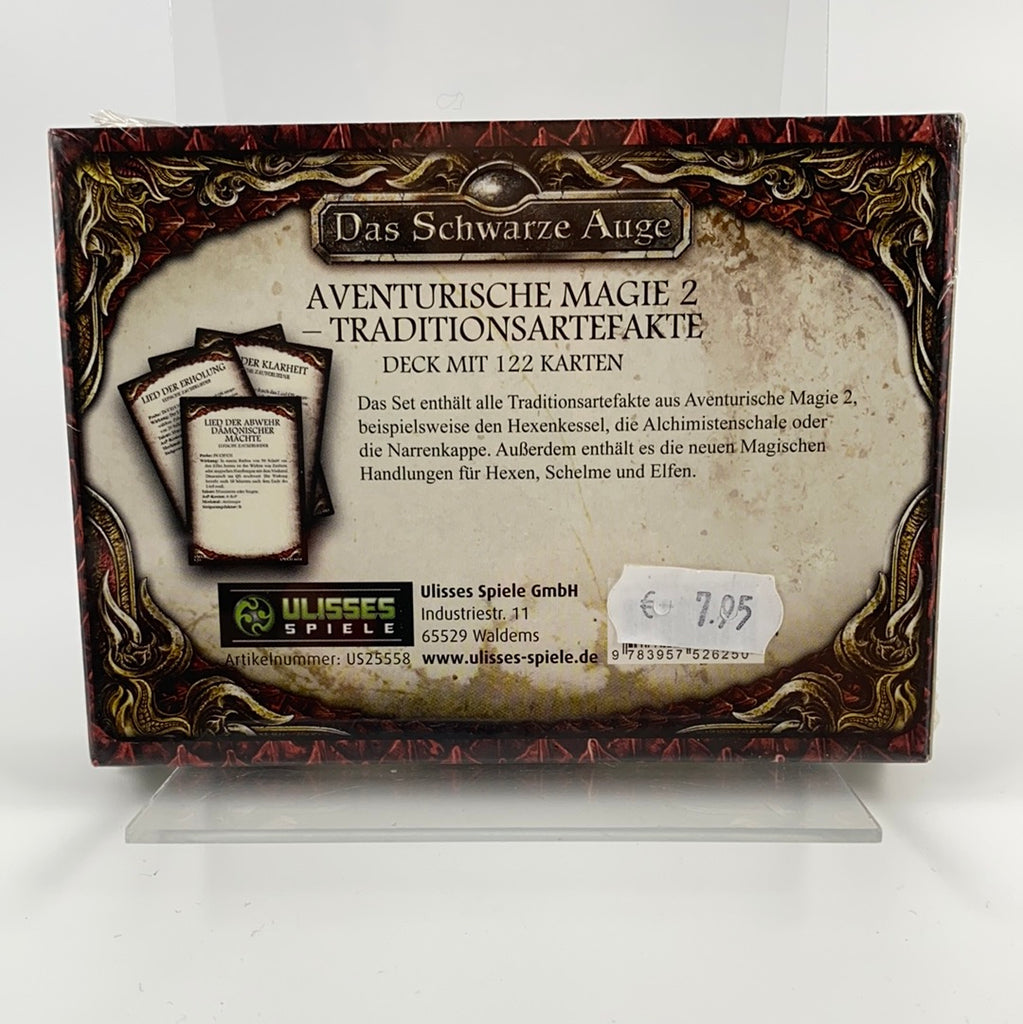 Das Schwarze Auge
AVENTURISCHE MAGIE 2
– TRADITIONSARTEFAKTE
DECK MIT 122 KARTEN
Das Set enthält alle Traditionsartefakte aus Aventurische Magie 2,
beispielsweise den Hexenkessel, die Alchimistenschale oder
die Narrenkappe. Außerdem enthält es die neuen Magischen
Handlungen für Hexen, Schelme und Elfen.
LIED DER ERHOLUNG
DER KLARHEIT
LIED DER ABWEHR
DÄMONISCHER
MÄCHTE
ULISSES
SPIELE
Artikelnummer: US25558
Ulisses Spiele GmbH
Industriestr. 11
65529 Waldems
www.ulisses-spiele.de
€ 7.95
9 783957 526250